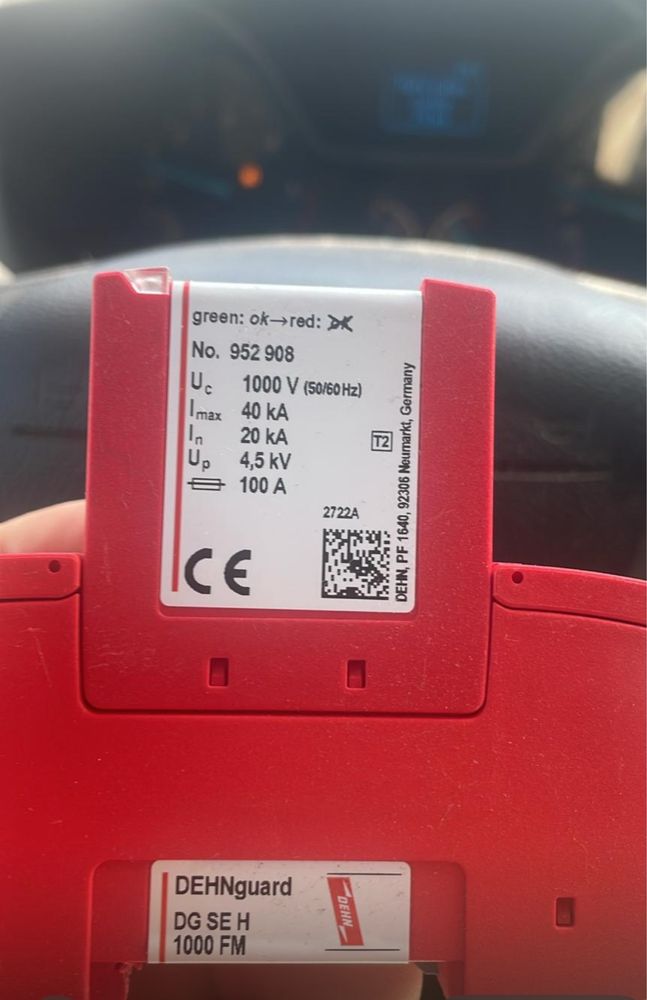 green: ok→red: ok
No. 952 908
Uc 1000 V (50/60 Hz)
Imax 40 kA
In 20 kA
T2
Up 4,5 kV
100 A
2722A
CE
DEHN, PF 1640, 92306 Neumarkt, Germany
DEHNguard
DG SE H
1000 FM
DEHN